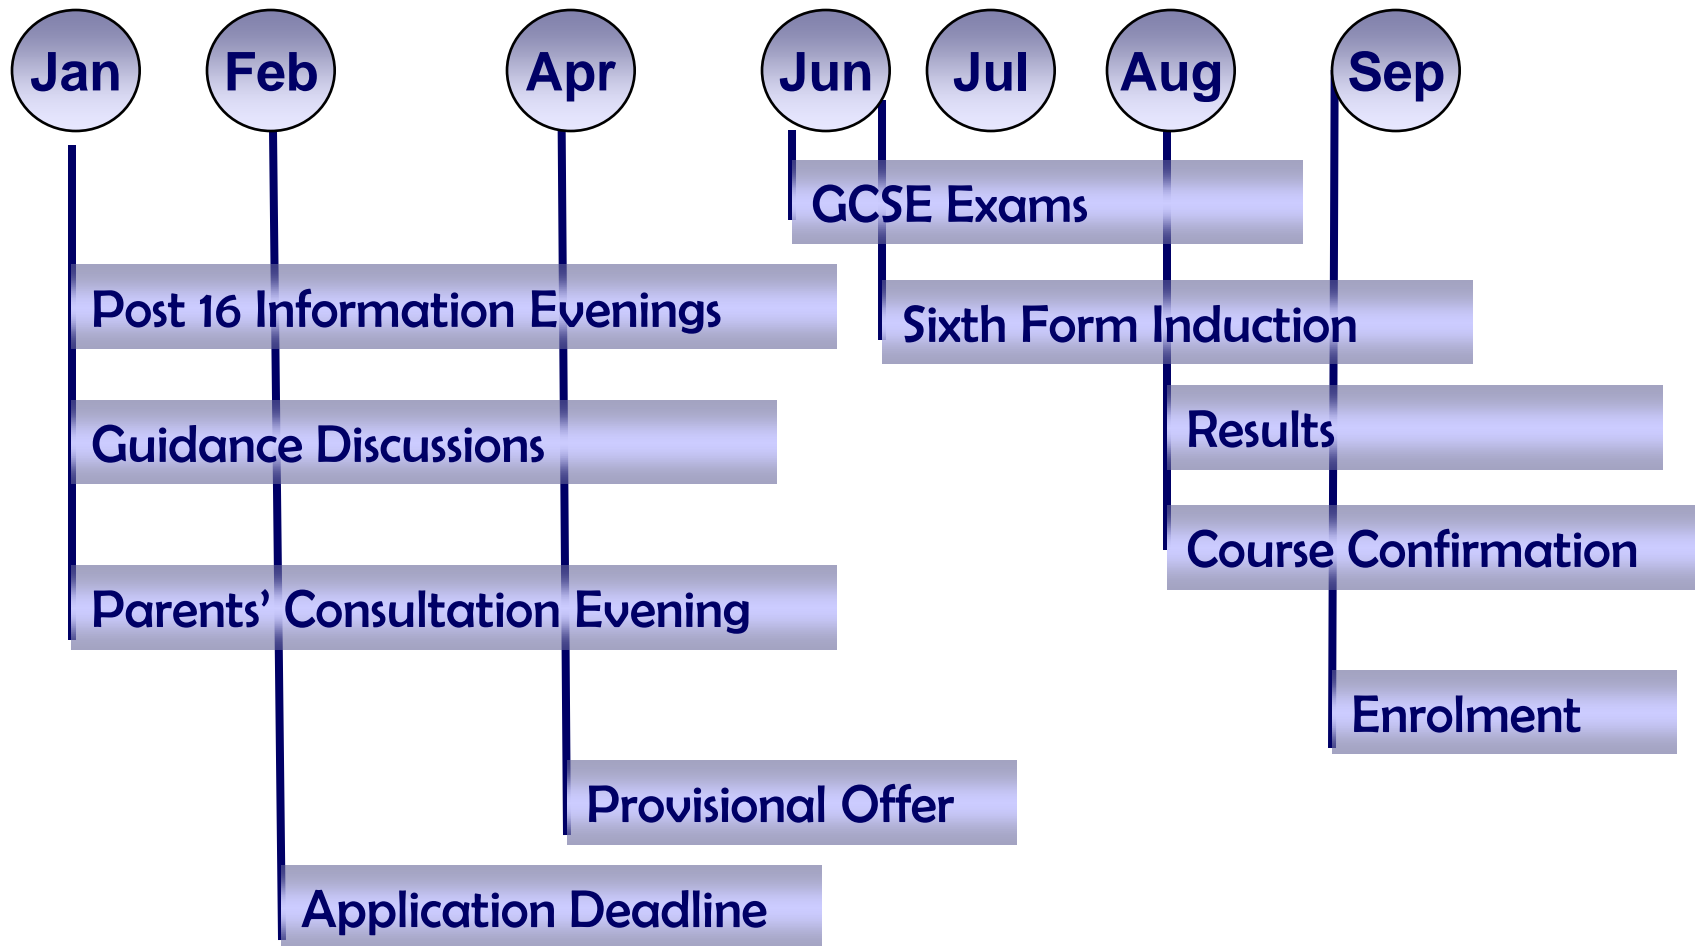 Jan
Feb
Apr
Jun
Jul
Aug
Sep
GCSE Exams
Post 16 Information Evenings
Sixth Form Induction
Guidance Discussions
Results
Course Confirmation
Parents’ Consultation Evening
Enrolment
Provisional Offer
Application Deadline